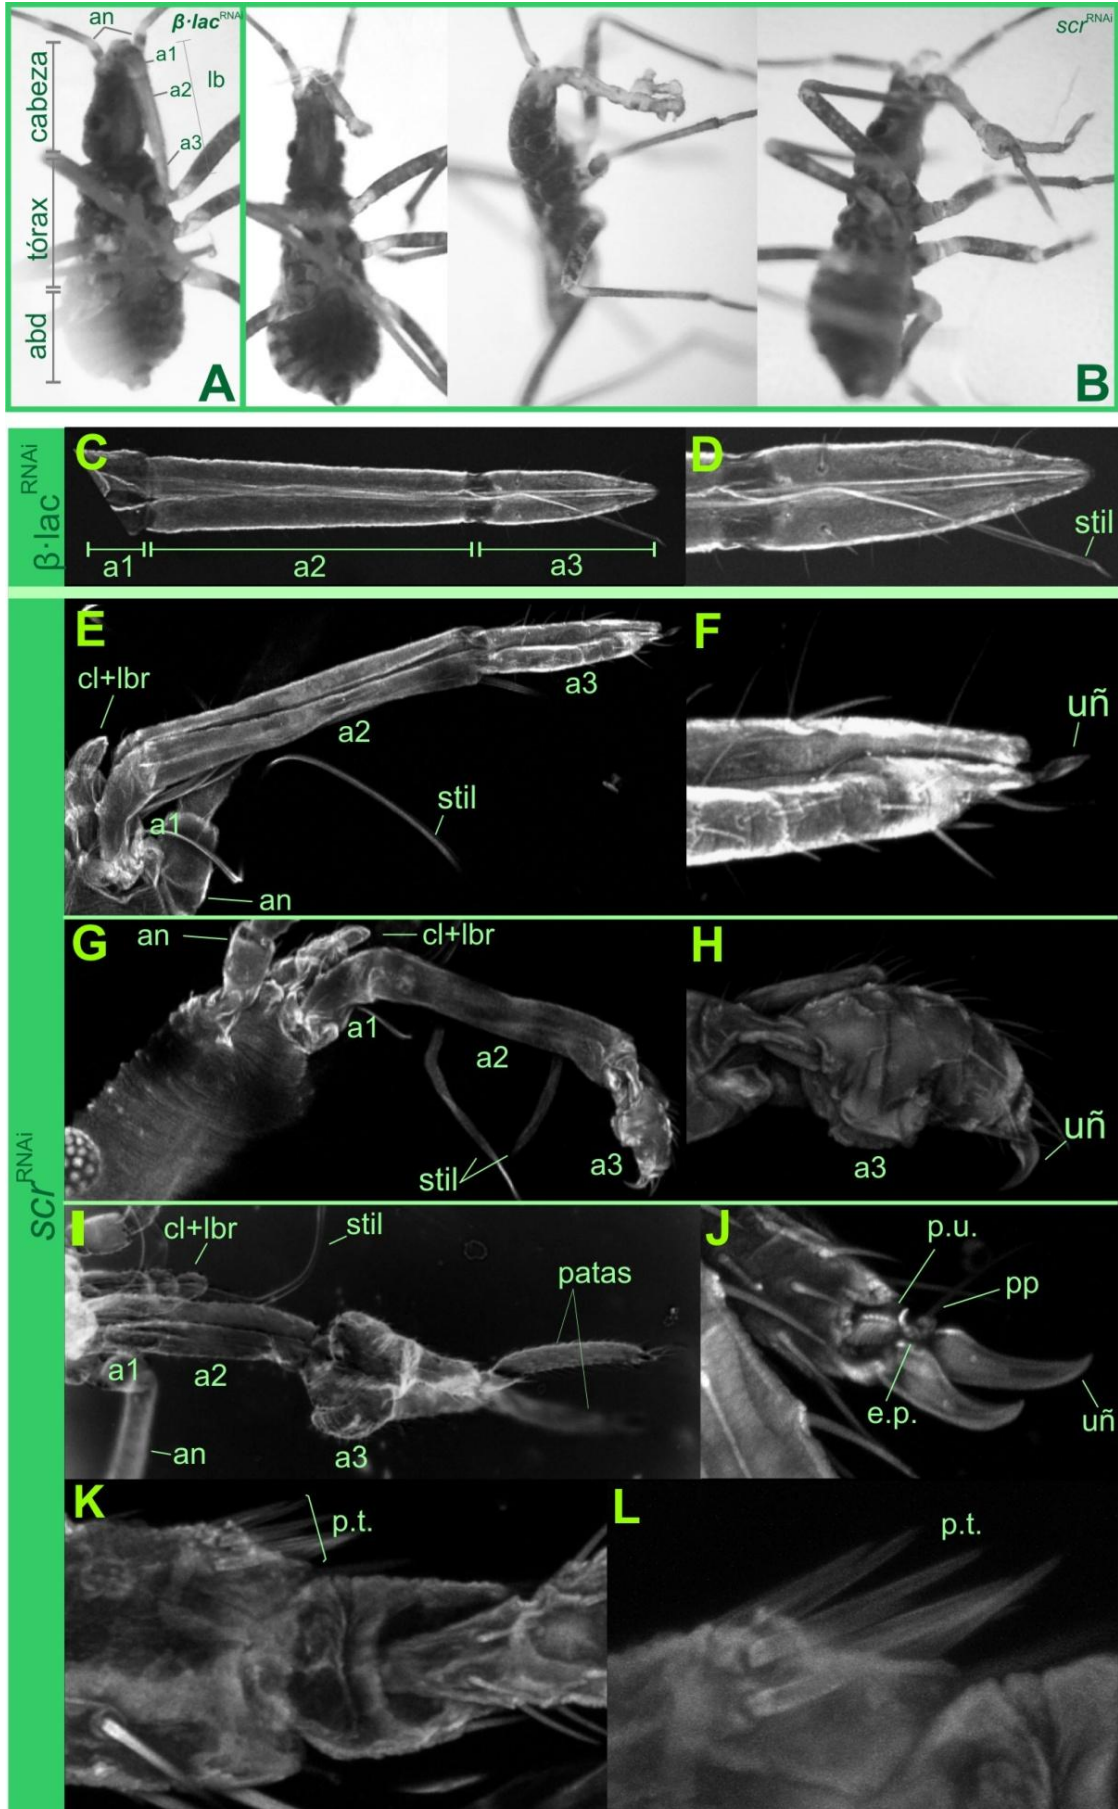 an
β·lac RNAi
a1
lb
a2
a3
cabeza
tórax
abd
A
scr RNAi
B
β·lac RNAi
C
a1
a2
a3
D
stil
scr RNAi
E
cl+lbr
a1
a2
a3
stil
an
F
uñ
G
an
cl+lbr
a1
a2
stil
a3
H
a3
uñ
I
cl+lbr
stil
patas
a1
a2
an
a3
J
p.u.
pp
e.p.
uñ
K
p.t.
L
p.t.